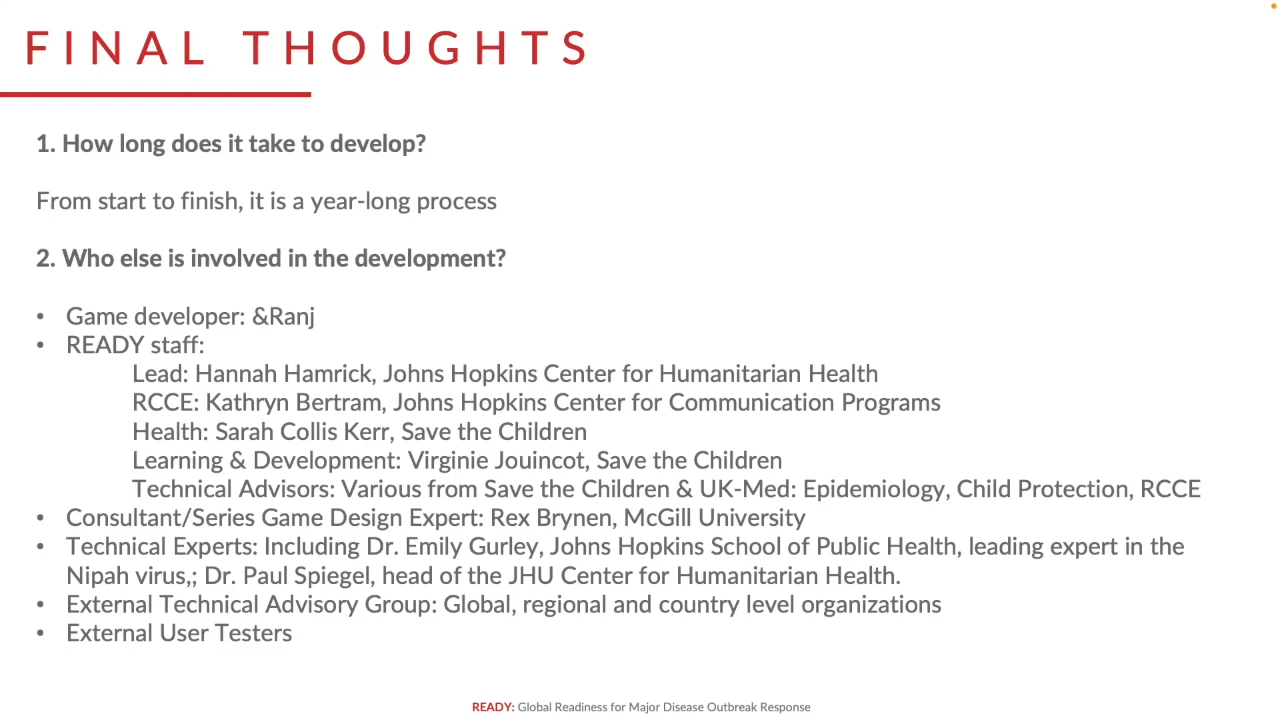 FINAL THOUGHTS
1. How long does it take to develop?
From start to finish, it is a year-long process
2. Who else is involved in the development?
• Game developer: &Ranj
• READY staff:
Lead: Hannah Hamrick, Johns Hopkins Center for Humanitarian Health
RCCE: Kathryn Bertram, Johns Hopkins Center for Communication Programs
Health: Sarah Collis Kerr, Save the Children
Learning & Development: Virginie Jouincot, Save the Children
Technical Advisors: Various from Save the Children & UK-Med: Epidemiology, Child Protection, RCCE
• Consultant/Series Game Design Expert: Rex Brynen, McGill University
• Technical Experts: Including Dr. Emily Gurley, Johns Hopkins School of Public Health, leading expert in the
Nipah virus,; Dr. Paul Spiegel, head of the JHU Center for Humanitarian Health.
• External Technical Advisory Group: Global, regional and country level organizations
• External User Testers
READY: Global Readiness for Major Disease Outbreak Response